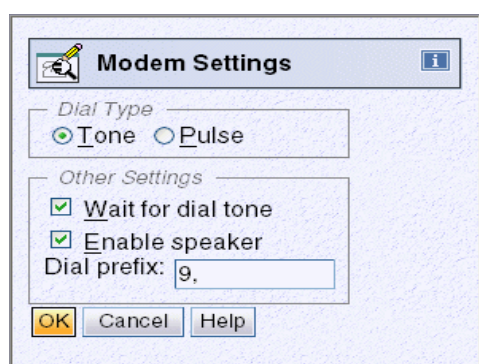 Modem Settings
i
Dial Type
Tone Pulse
Other Settings
Wait for dial tone
Enable speaker
Dial prefix: 9,
OK Cancel Help